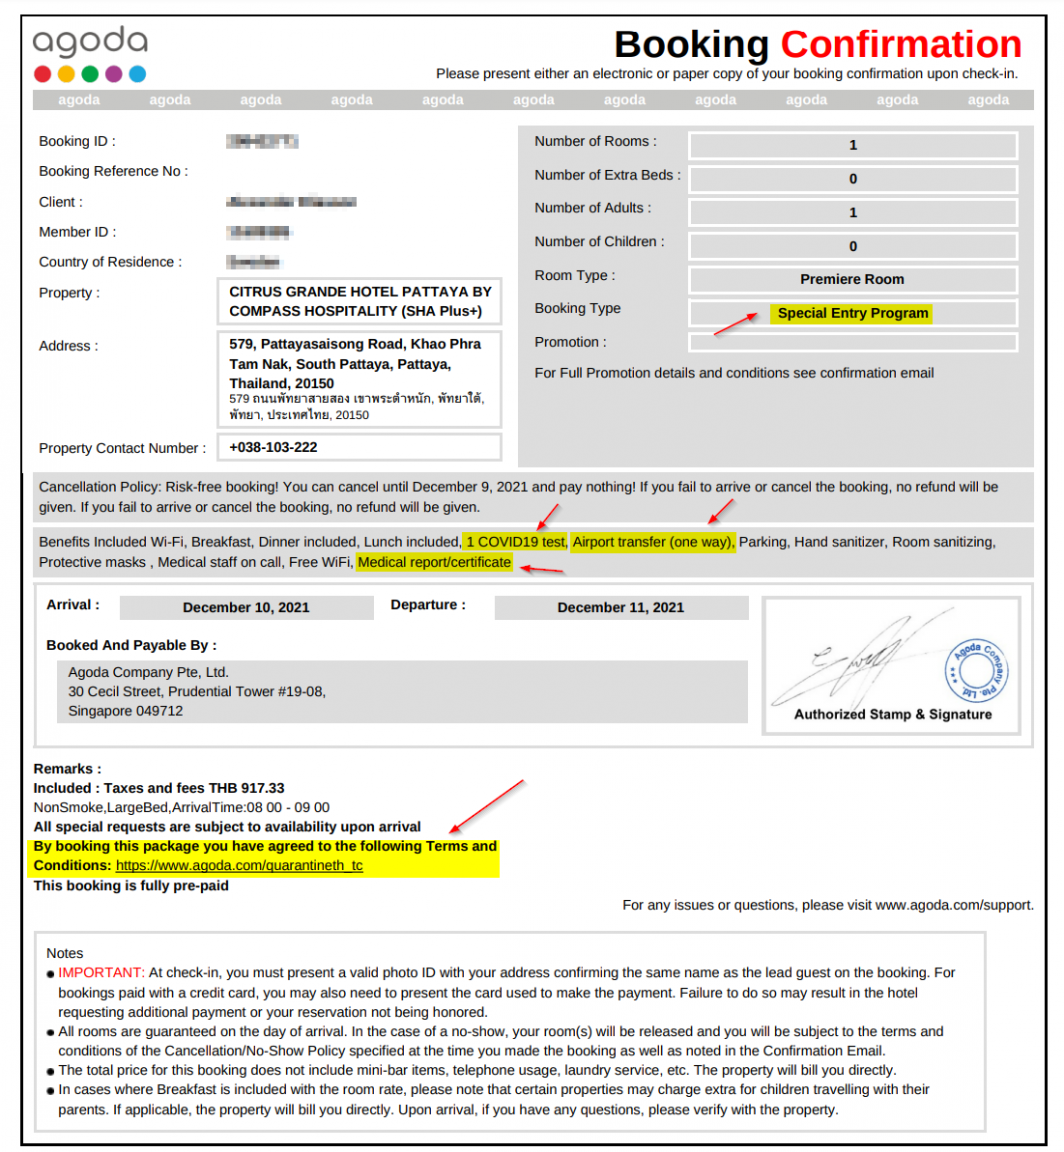 agoda
Booking Confirmation
Please present either an electronic or paper copy of your booking confirmation upon check-in.
agoda agoda agoda agoda agoda agoda agoda agoda agoda agoda agoda
Booking ID :
Booking Reference No :
Client :
Member ID :
Country of Residence :
Property :
CITRUS GRANDE HOTEL PATTAYA BY
COMPASS HOSPITALITY (SHA Plus+)
Address :
579, Pattayasaisong Road, Khao Phra
Tam Nak, South Pattaya, Pattaya,
Thailand, 20150
579 ถนนพัทยาสายสอง เขาพระตำหนัก, พัทยาใต้,
พัทยา, ประเทศไทย, 20150
Property Contact Number :
+038-103-222
Number of Rooms :
1
Number of Extra Beds :
0
Number of Adults :
1
Number of Children :
0
Room Type :
Premiere Room
Booking Type
Special Entry Program
Promotion :
For Full Promotion details and conditions see confirmation email
Cancellation Policy: Risk-free booking! You can cancel until December 9, 2021 and pay nothing! If you fail to arrive or cancel the booking, no refund will be
given. If you fail to arrive or cancel the booking, no refund will be given.
Benefits Included Wi-Fi, Breakfast, Dinner included, Lunch included, 1 COVID19 test, Airport transfer (one way), Parking, Hand sanitizer, Room sanitizing,
Protective masks , Medical staff on call, Free WiFi, Medical report/certificate
Arrival :
December 10, 2021
Departure :
December 11, 2021
Booked And Payable By :
Agoda Company Pte, Ltd.
30 Cecil Street, Prudential Tower #19-08,
Singapore 049712
Agoda Company Pte. Ltd.
Authorized Stamp & Signature
Remarks :
Included : Taxes and fees THB 917.33
NonSmoke,LargeBed,ArrivalTime:08 00 - 09 00
All special requests are subject to availability upon arrival
By booking this package you have agreed to the following Terms and
Conditions: https://www.agoda.com/quarantineth_tc
This booking is fully pre-paid
For any issues or questions, please visit www.agoda.com/support.
Notes
● IMPORTANT: At check-in, you must present a valid photo ID with your address confirming the same name as the lead guest on the booking. For
bookings paid with a credit card, you may also need to present the card used to make the payment. Failure to do so may result in the hotel
requesting additional payment or your reservation not being honored.
● All rooms are guaranteed on the day of arrival. In the case of a no-show, your room(s) will be released and you will be subject to the terms and
conditions of the Cancellation/No-Show Policy specified at the time you made the booking as well as noted in the Confirmation Email.
● The total price for this booking does not include mini-bar items, telephone usage, laundry service, etc. The property will bill you directly.
● In cases where Breakfast is included with the room rate, please note that certain properties may charge extra for children travelling with their
parents. If applicable, the property will bill you directly. Upon arrival, if you have any questions, please verify with the property.